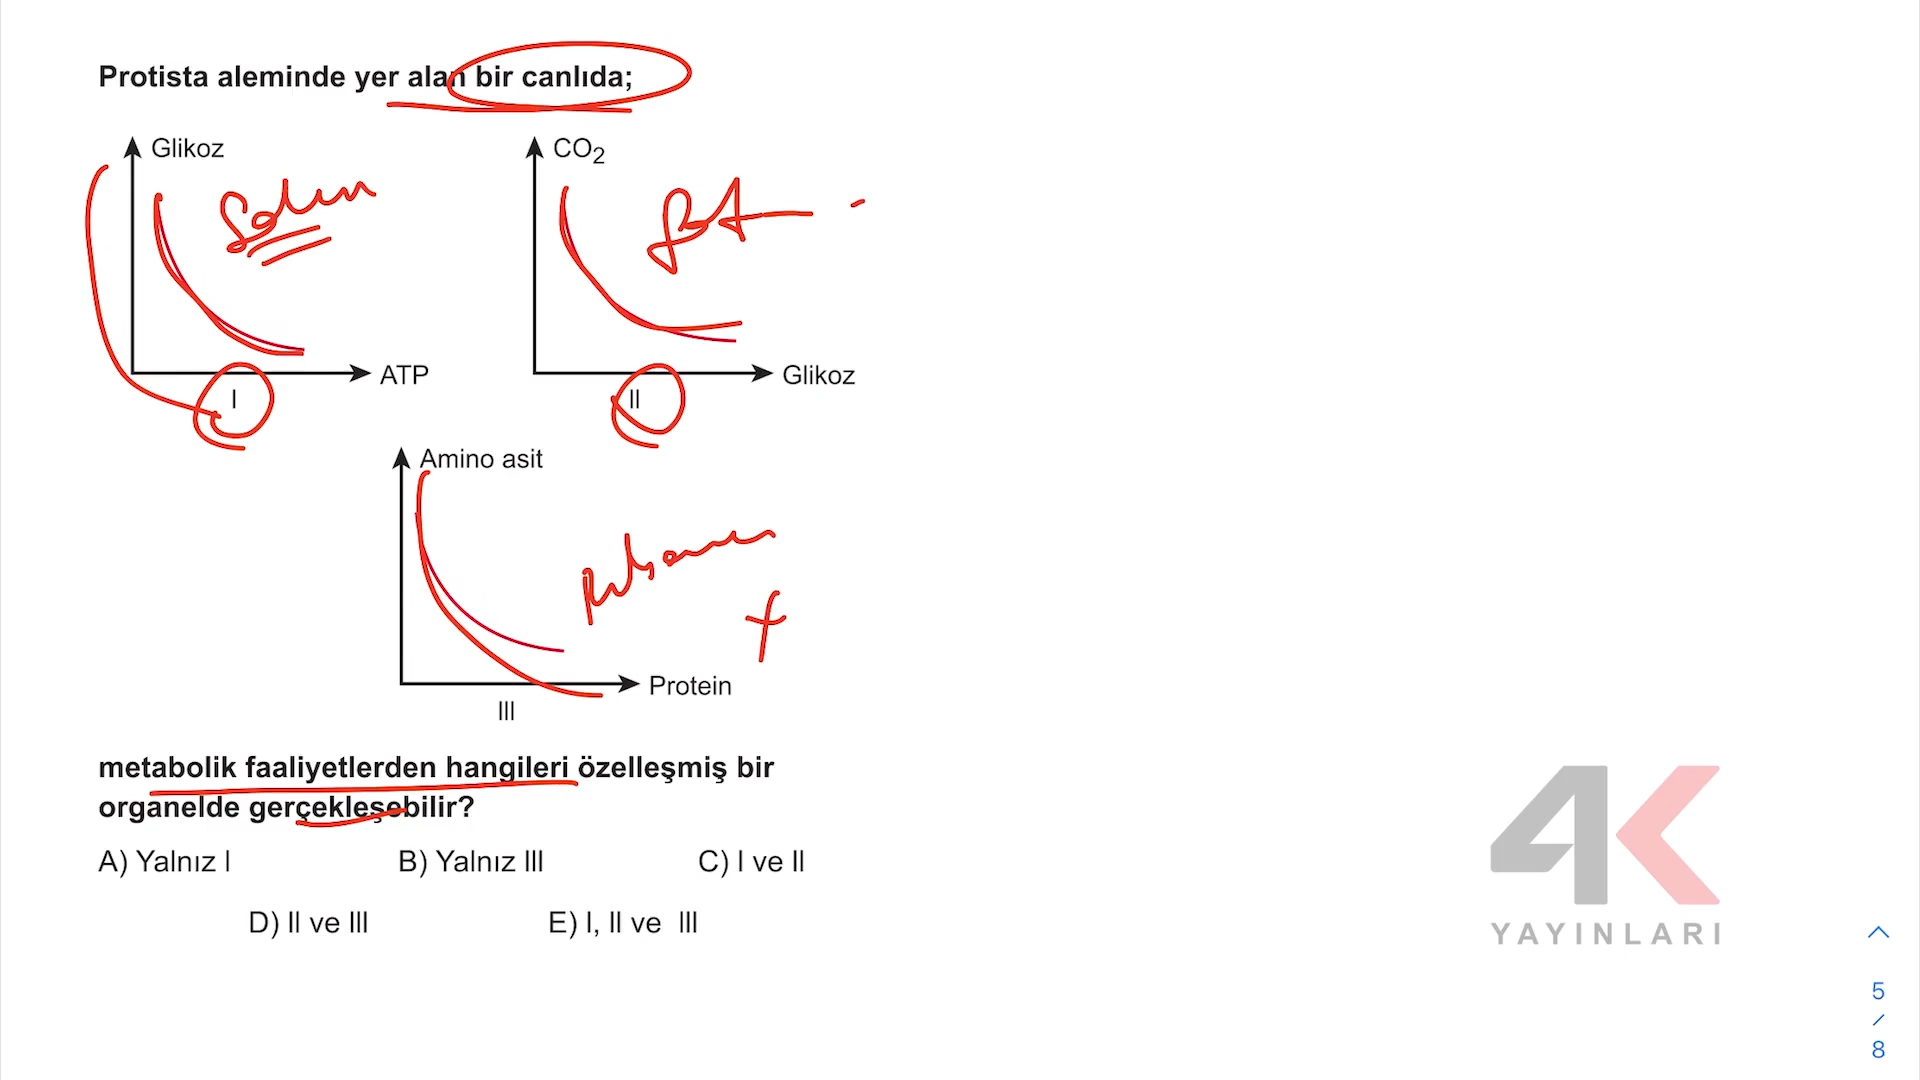 Protista aleminde yer alan bir canlıda;
Glikoz
CO2
ATP
Glikoz
I
II
Amino asit
Protein
III
metabolik faaliyetlerden hangileri özelleşmiş bir
organelde gerçekleşebilir?
A) Yalnız I
B) Yalnız III
C) I ve II
D) II ve III
E) I, II ve III
4K
YAYINLARI
5
/
8